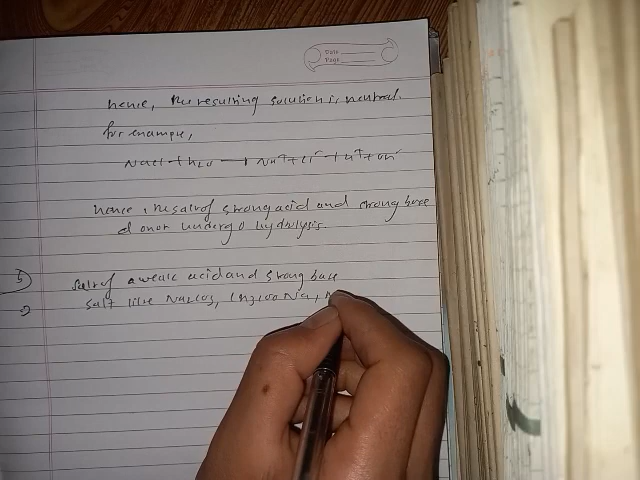 Date
Page
hence, the resulting solution is neutral.
for example,
NaCl + H2O → Na+ + Cl- + H+ + OH-
hence, the salt of strong acid and strong base
do not undergo hydrolysis.
5)
salt of a weak acid and strong base
⇒ salt like Na2CO3, CH3COONa,